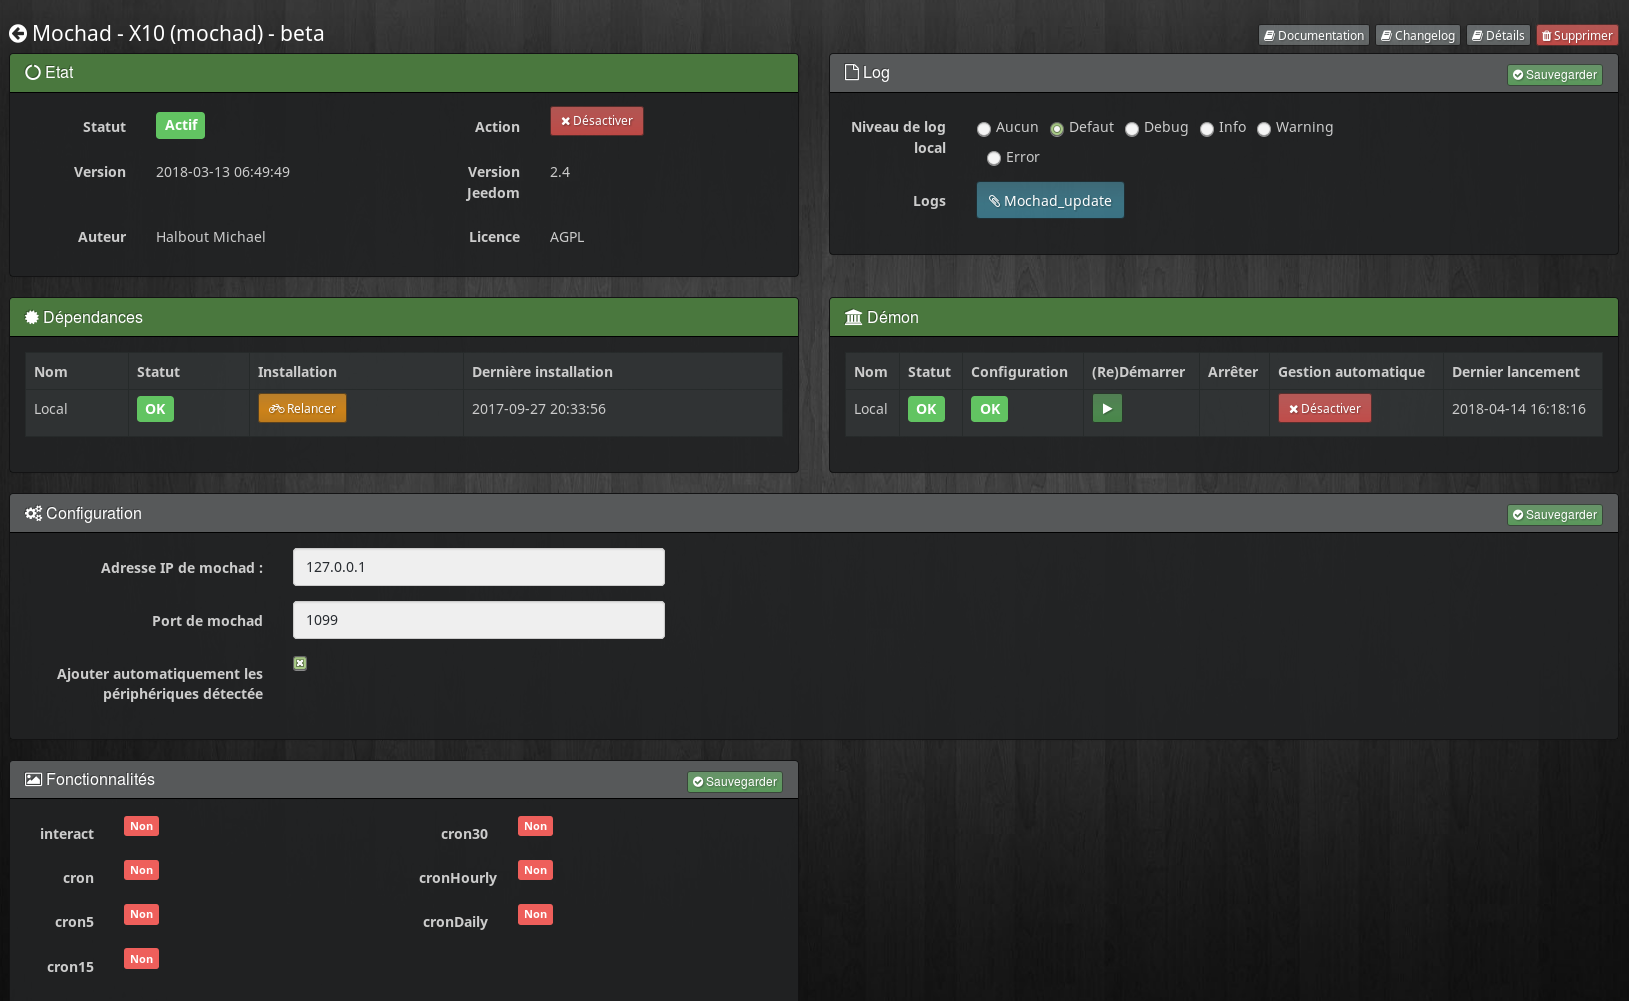 Mochad - X10 (mochad) - beta
Documentation Changelog Détails Supprimer
Etat
Statut Actif Action Désactiver
Version 2018-03-13 06:49:49 Version Jeedom 2.4
Auteur Halbout Michael Licence AGPL
Log Sauvegarder
Niveau de log local Aucun Defaut Debug Info Warning
Error
Logs Mochad_update
Dépendances
Nom Statut Installation Dernière installation
Local OK Relancer 2017-09-27 20:33:56
Démon
Nom Statut Configuration (Re)Démarrer Arrêter Gestion automatique Dernier lancement
Local OK OK Désactiver 2018-04-14 16:18:16
Configuration Sauvegarder
Adresse IP de mochad : 127.0.0.1
Port de mochad 1099
Ajouter automatiquement les
périphériques détectée
Fonctionnalités Sauvegarder
interact Non cron30 Non
cron Non cronHourly Non
cron5 Non cronDaily Non
cron15 Non